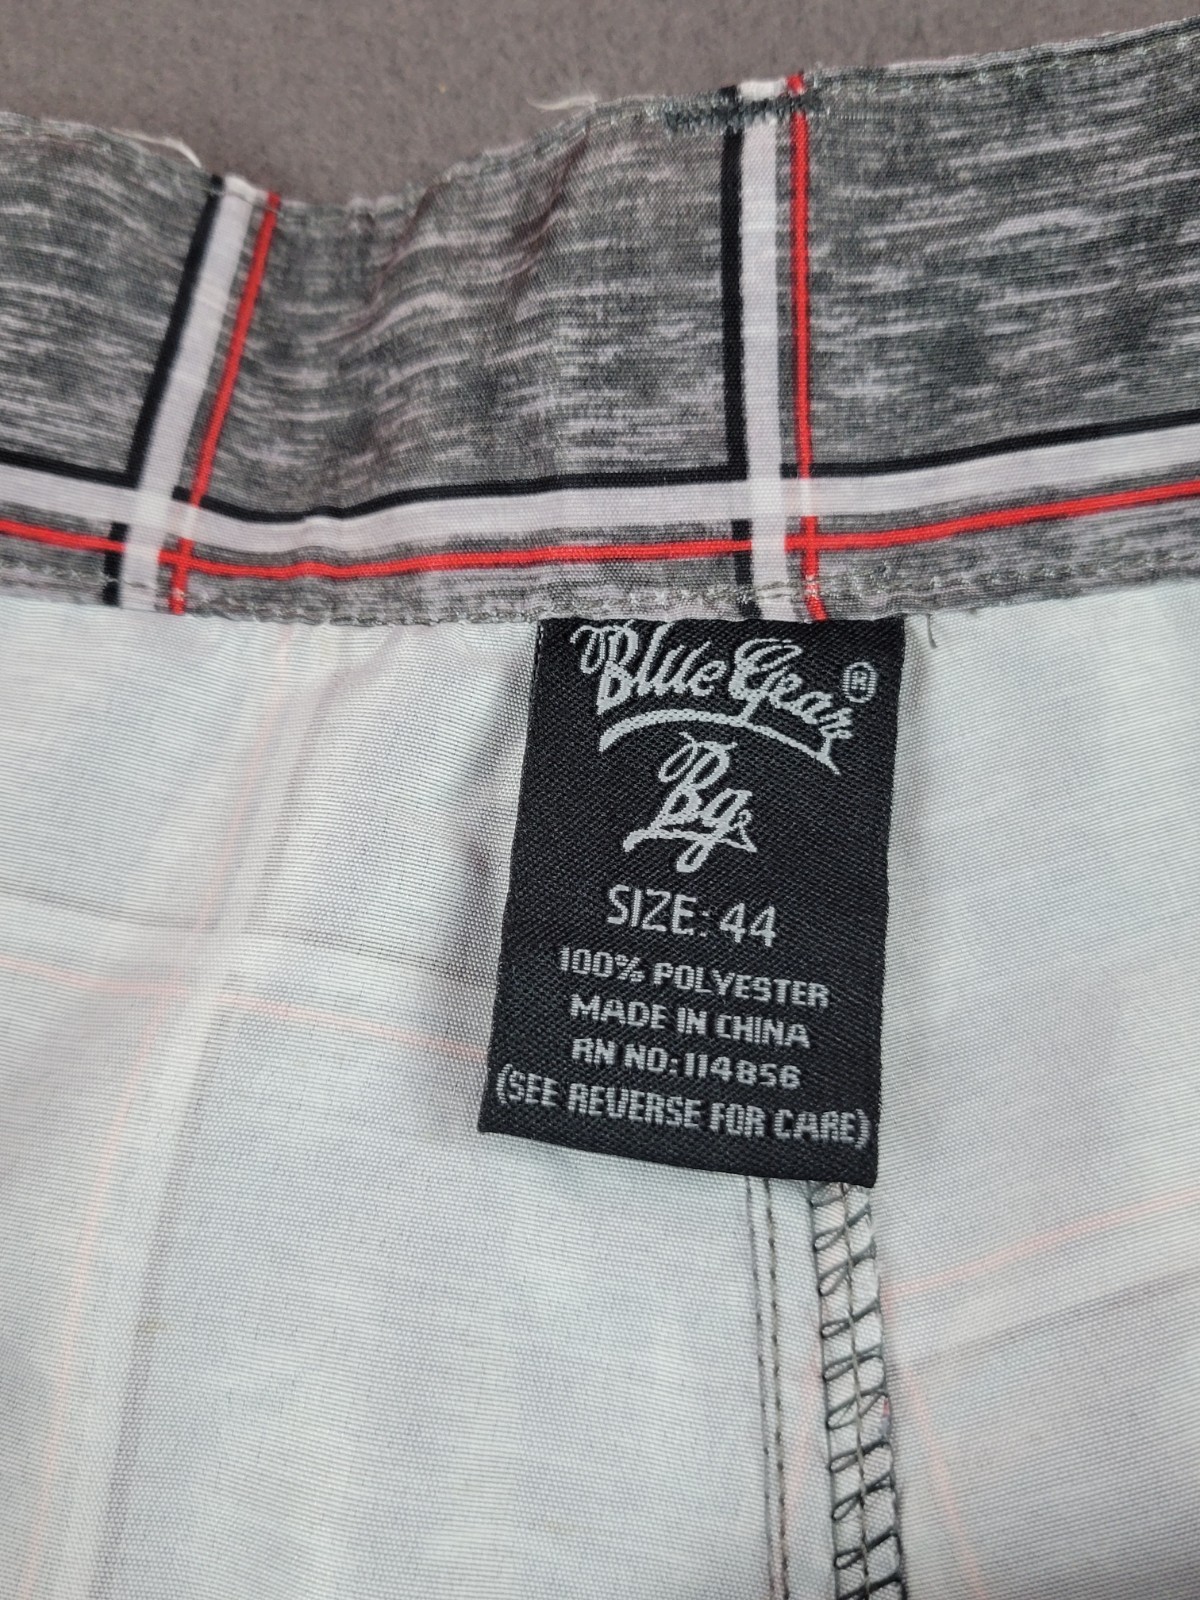 Blue Gear ®
Bg
SIZE: 44
100% POLYESTER
MADE IN CHINA
RN NO: 114856
(SEE REVERSE FOR CARE)